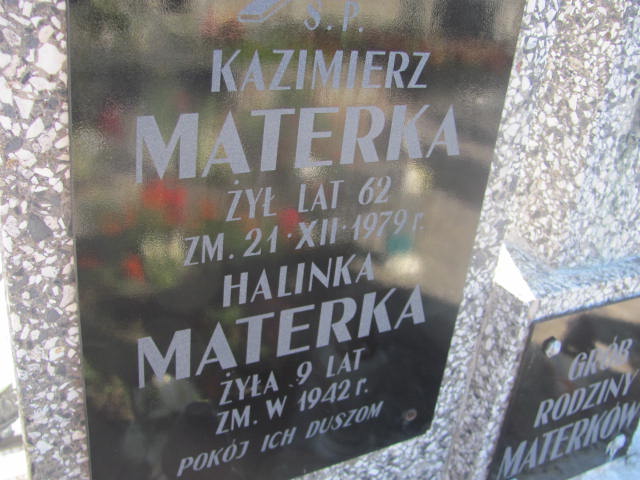 Ś.P.
KAZIMIERZ
MATERKA
ŻYŁ LAT 62
ZM. 21·XII·1979 r.
HALINKA
MATERKA
ŻYŁA 9 LAT
ZM. W 1942 r.
POKÓJ ICH DUSZOM
GRÓB
RODZINY
MATERKÓW